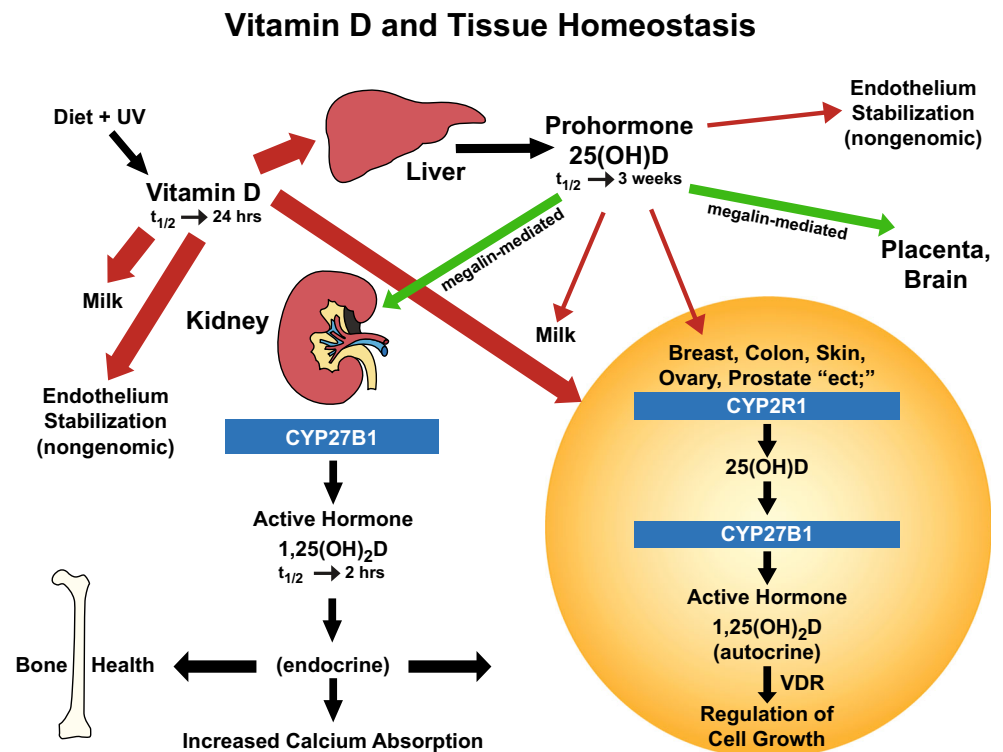 Vitamin D and Tissue Homeostasis
Diet + UV
Vitamin D
t1/2 → 24 hrs
Milk
Endothelium
Stabilization
(nongenomic)
Liver
Prohormone
25(OH)D
t1/2 → 3 weeks
Endothelium
Stabilization
(nongenomic)
megalin-mediated
megalin-mediated
Placenta,
Brain
Milk
Kidney
CYP27B1
Active Hormone
1,25(OH)2D
t1/2 → 2 hrs
(endocrine)
Bone Health
Increased Calcium Absorption
Breast, Colon, Skin,
Ovary, Prostate “ect;”
CYP2R1
25(OH)D
CYP27B1
Active Hormone
1,25(OH)2D
(autocrine)
VDR
Regulation of
Cell Growth